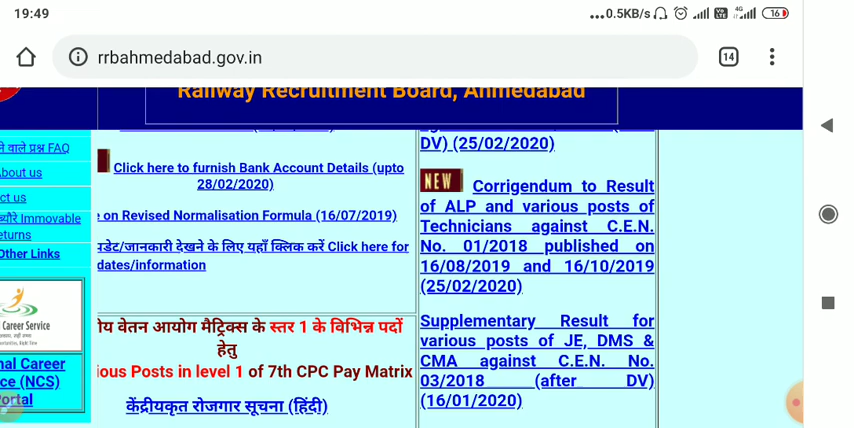 19:49
...0.5KB/s
4G
16
rrbahmedabad.gov.in
14
Railway Recruitment Board, Ahmedabad
ने वाले प्रश्न FAQ
About us
ct us
ब्यौरे Immovable
eturns
Other Links
Career Service
nal Career
ce (NCS)
ortal
Click here to furnish Bank Account Details (upto
28/02/2020)
e on Revised Normalisation Formula (16/07/2019)
पडेट/जानकारी देखने के लिए यहाँ क्लिक करें Click here for
dates/information
ीय वेतन आयोग मैट्रिक्स के स्तर 1 के विभिन्न पदों
हेतु
ious Posts in level 1 of 7th CPC Pay Matrix
केंद्रीयकृत रोजगार सूचना (हिंदी)
DV) (25/02/2020)
NEW Corrigendum to Result
of ALP and various posts of
Technicians against C.E.N.
No. 01/2018 published on
16/08/2019 and 16/10/2019
(25/02/2020)
Supplementary Result for
various posts of JE, DMS &
CMA against C.E.N. No.
03/2018 (after DV)
(16/01/2020)